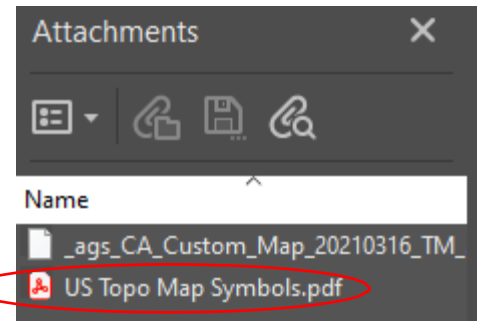 Attachments
Name
_ags_CA_Custom_Map_20210316_TM_
US Topo Map Symbols.pdf